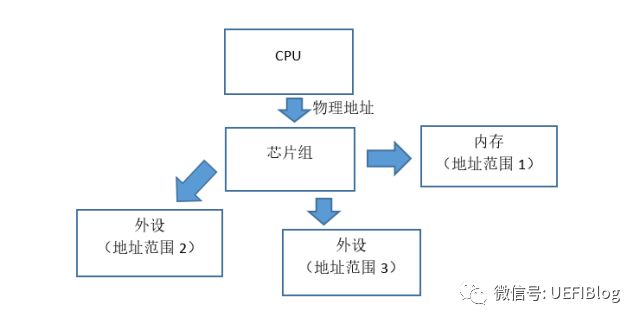 CPU
物理地址
芯片组
内存
（地址范围 1）
外设
（地址范围 2）
外设
（地址范围 3）
微信号: UEFIBlog